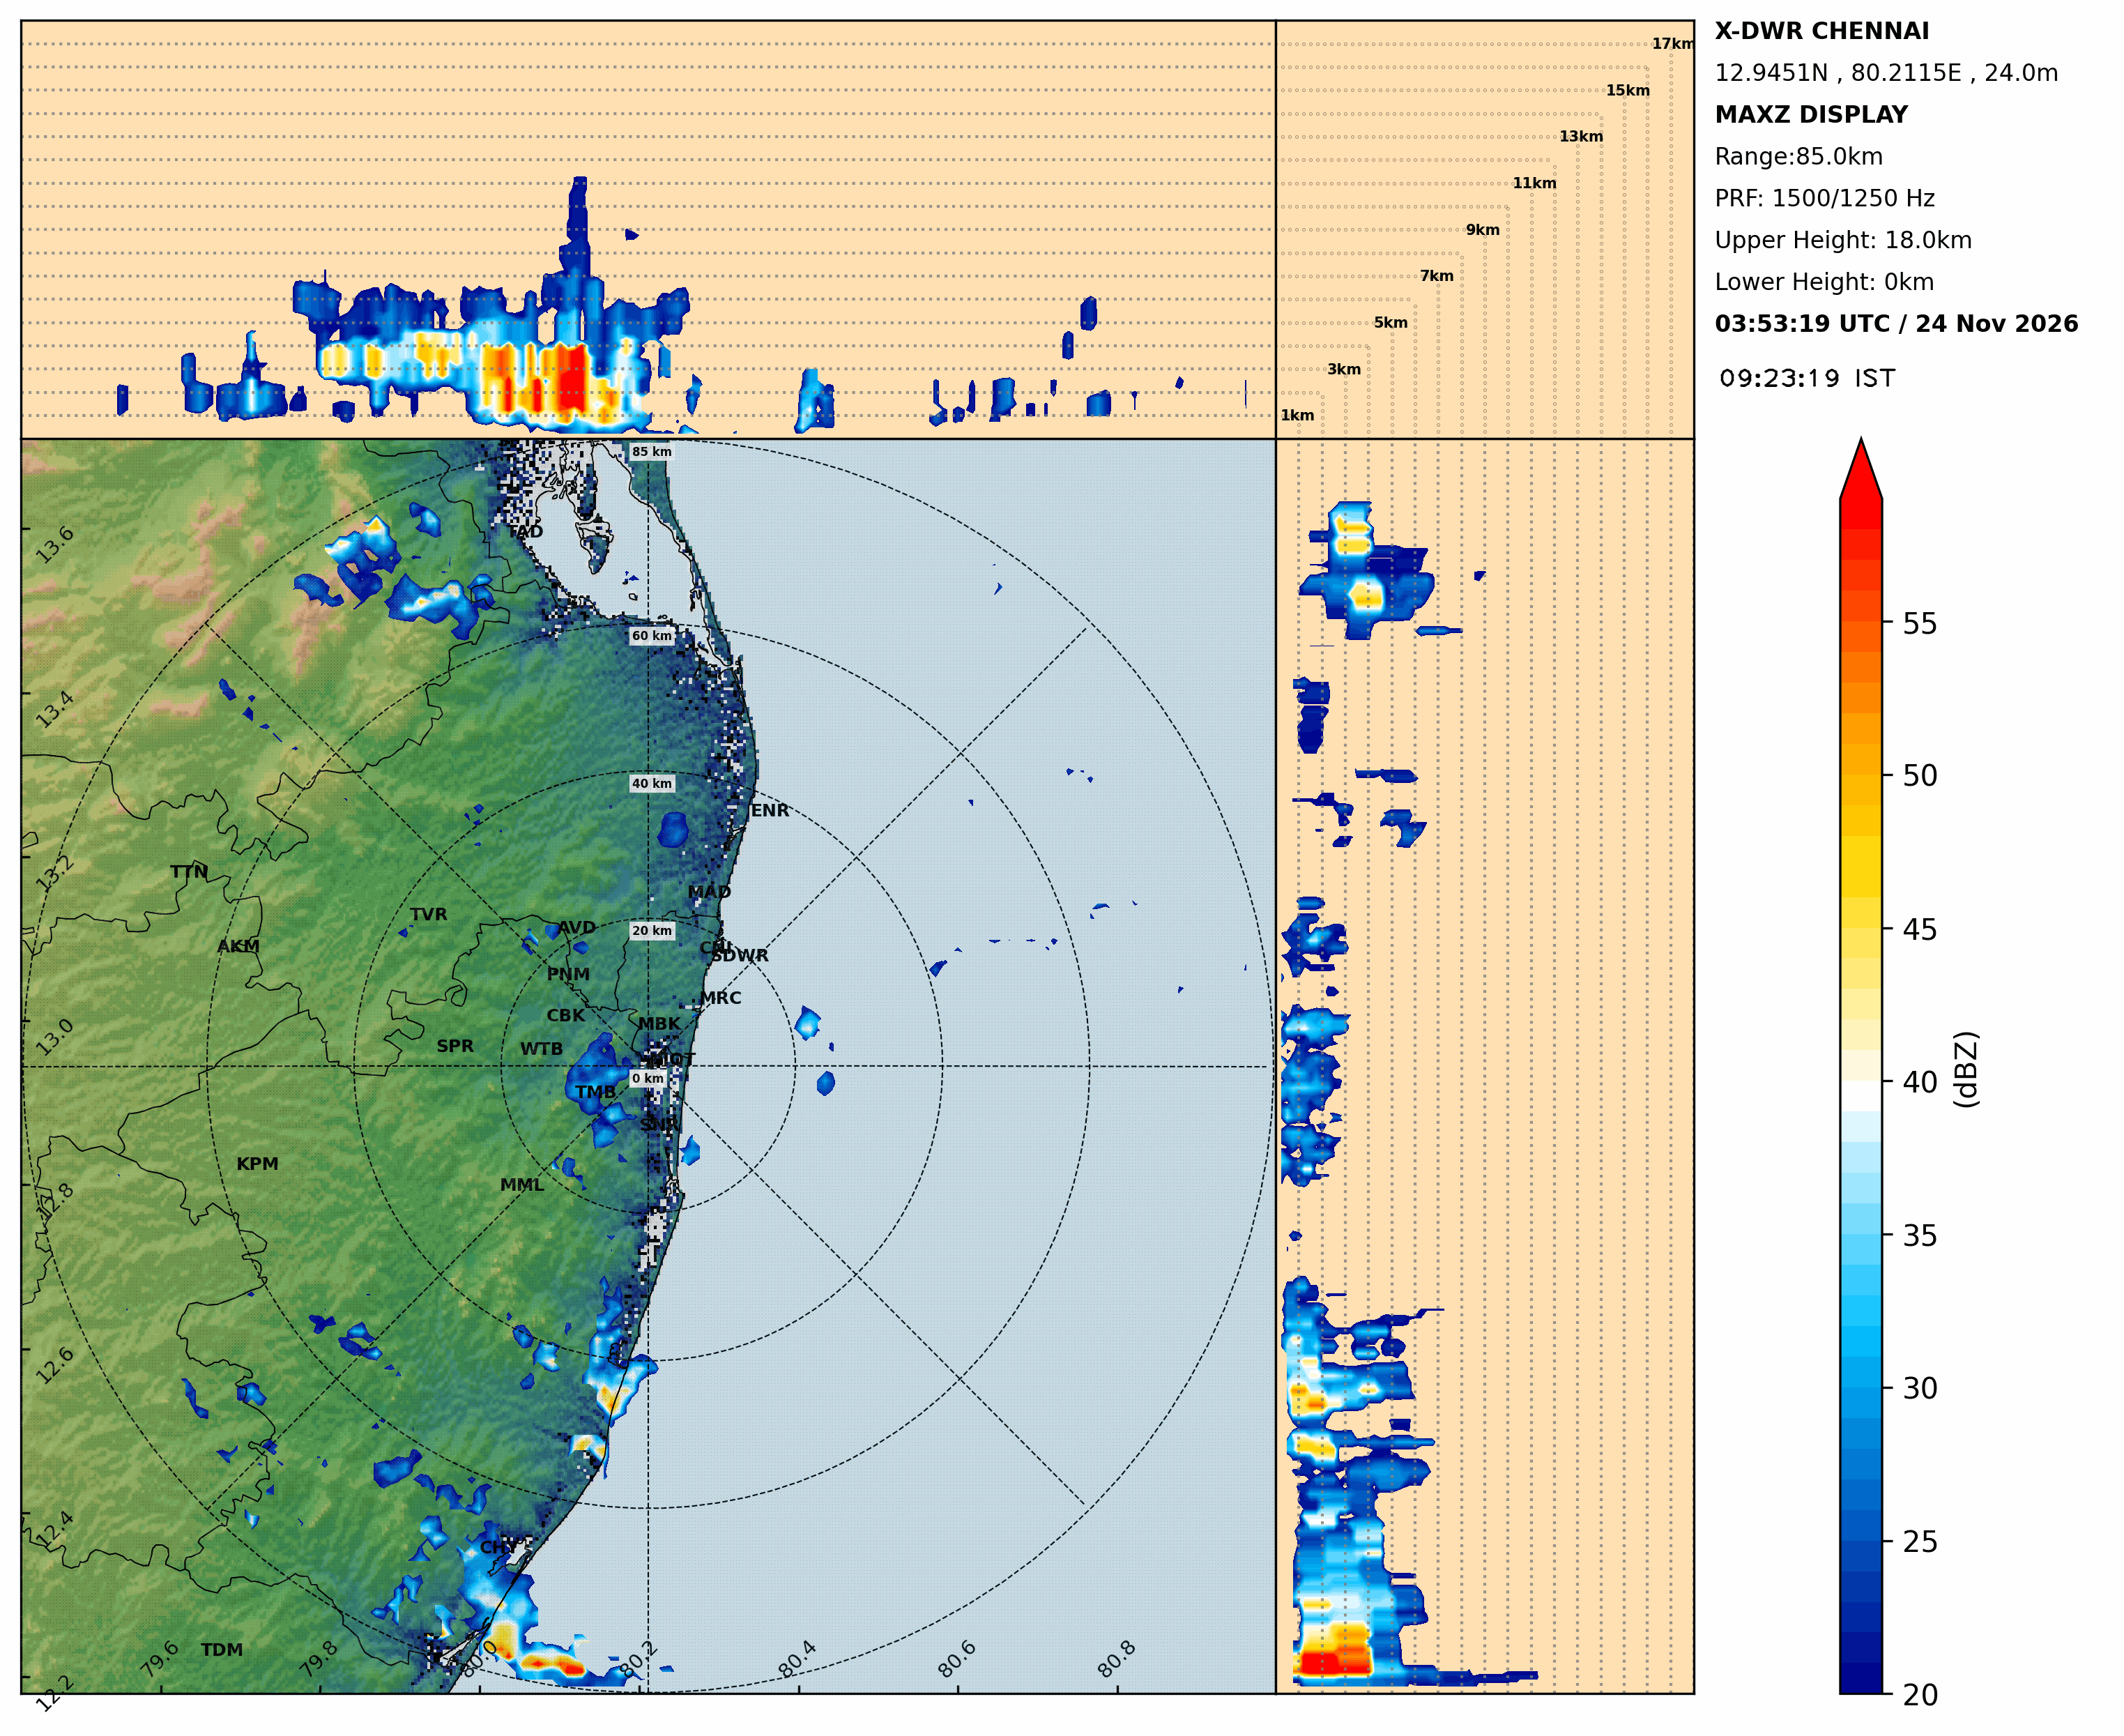 X-DWR CHENNAI
12.9451N , 80.2115E , 24.0m
MAXZ DISPLAY
Range:85.0km
PRF: 1500/1250 Hz
Upper Height: 18.0km
Lower Height: 0km
03:53:19 UTC / 24 Nov 2026
09:23:19 IST
17km
15km
13km
11km
9km
7km
5km
3km
1km
85 km
60 km
40 km
20 km
0 km
TAD
ENR
MAD
TTN
TVR
AVD
AKM
CNI
SDWR
PNM
MRC
CBK
MBK
SPR
WTB
TMB
SNR
KPM
MML
CHY
TDM
13.6
13.4
13.2
13.0
12.8
12.6
12.4
12.2
79.6
79.8
80.0
80.2
80.4
80.6
80.8
55
50
45
40
35
30
25
20
(dBZ)